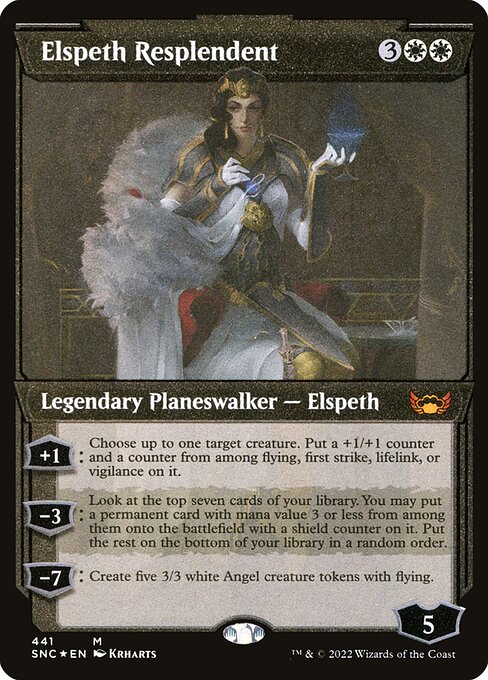 Elspeth Resplendent 3
Legendary Planeswalker — Elspeth
+1: Choose up to one target creature. Put a +1/+1 counter
and a counter from among flying, first strike, lifelink, or
vigilance on it.
−3: Look at the top seven cards of your library. You may put
a permanent card with mana value 3 or less from among
them onto the battlefield with a shield counter on it. Put
the rest on the bottom of your library in a random order.
−7: Create five 3/3 white Angel creature tokens with flying.
5
441 M
SNC★EN KRHARTS
™ & © 2022 Wizards of the Coast